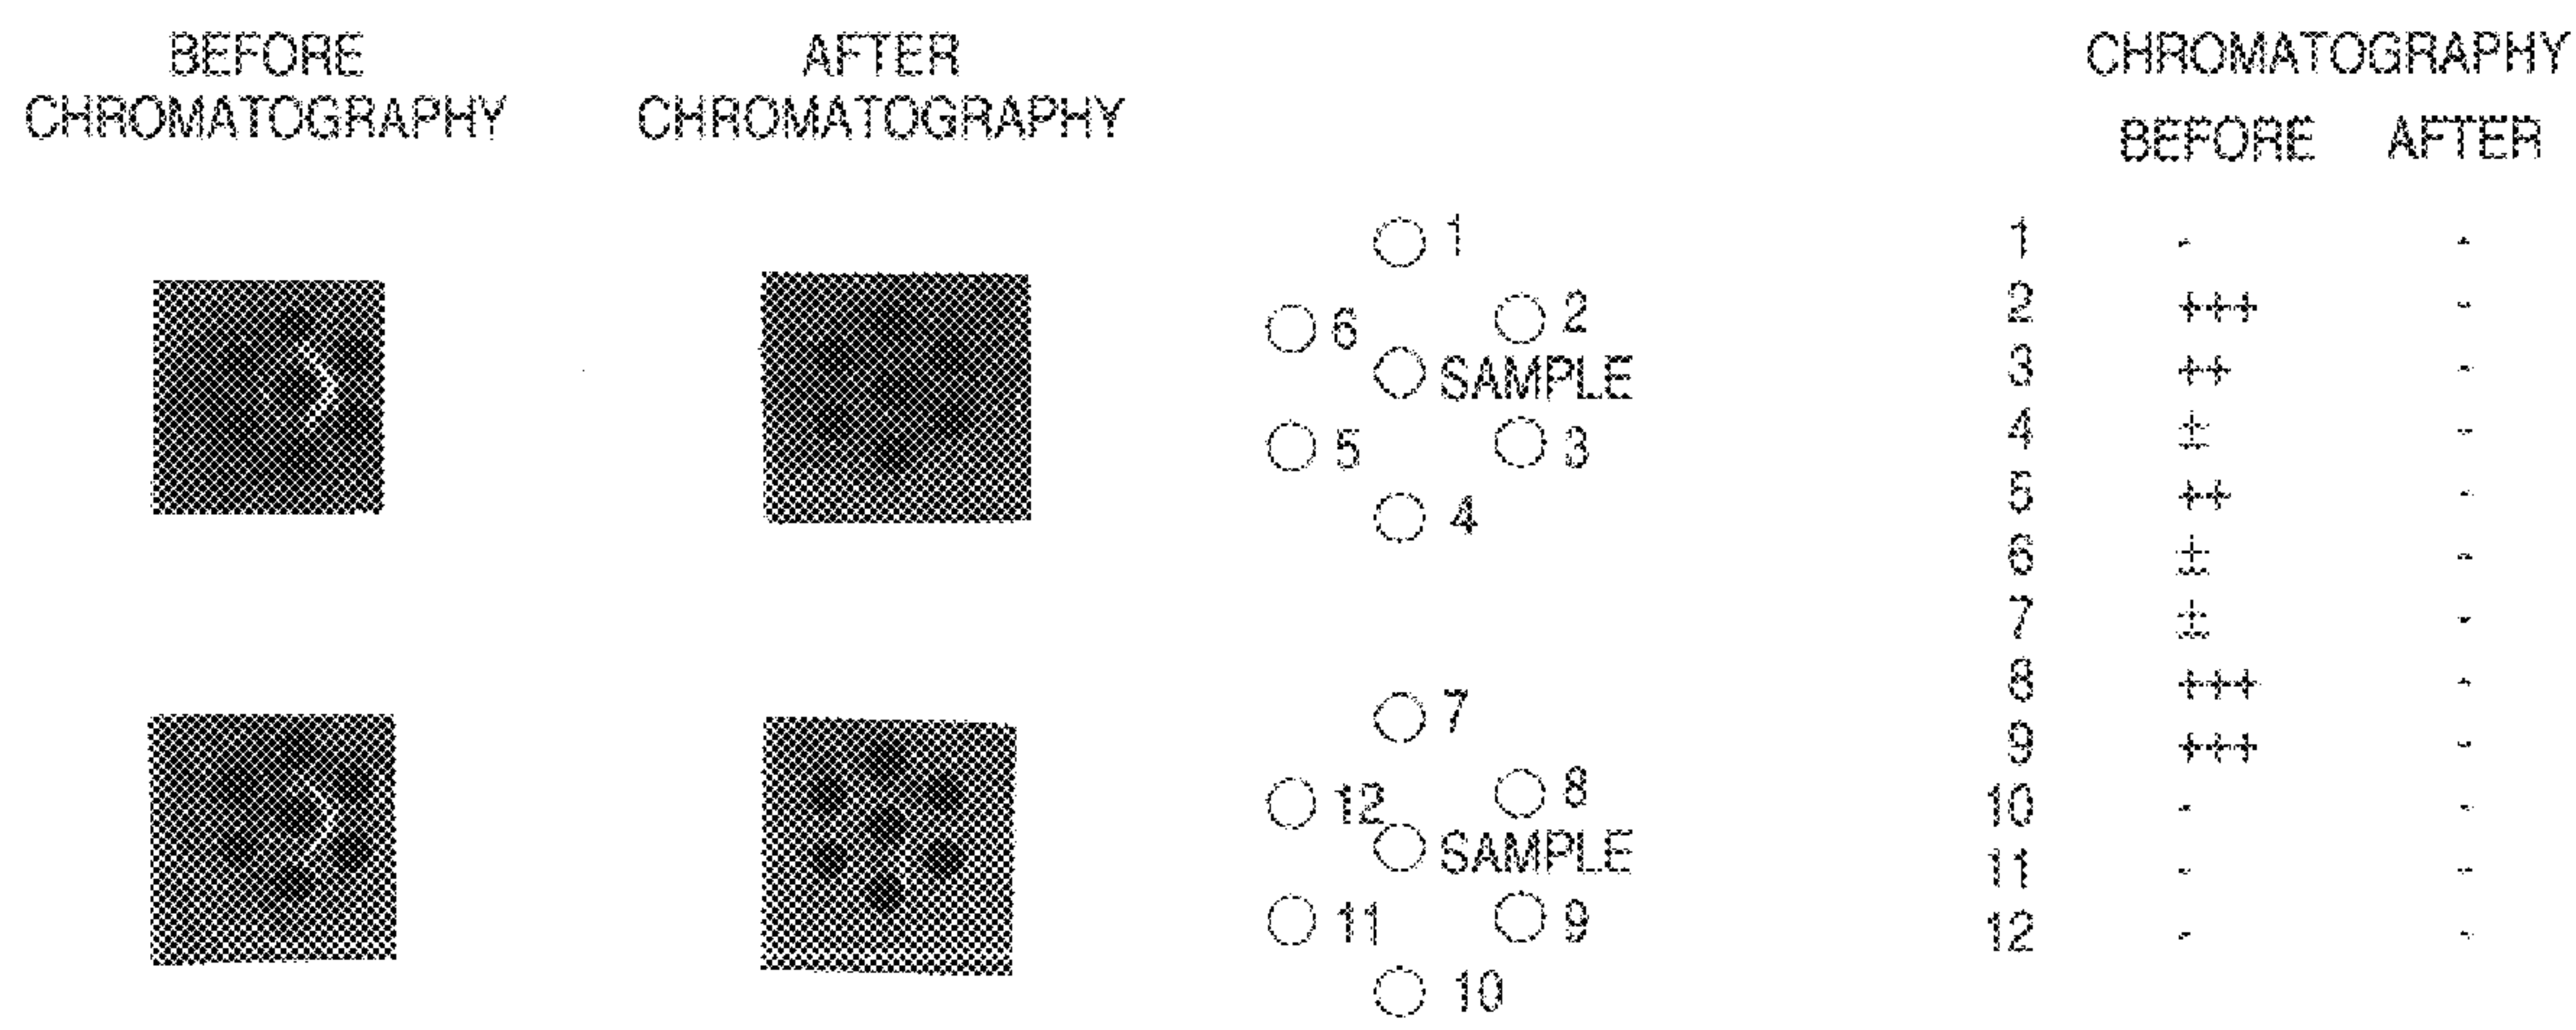 BEFORE
CHROMATOGRAPHY
AFTER
CHROMATOGRAPHY
1
6
2
SAMPLE
5
3
4
7
12
8
SAMPLE
11
9
10
CHROMATOGRAPHY
BEFORE AFTER
1 - -
2 +++ -
3 ++ -
4 ± -
5 ++ -
6 ± -
7 ± -
8 +++ -
9 +++ -
10 - -
11 - -
12 - -